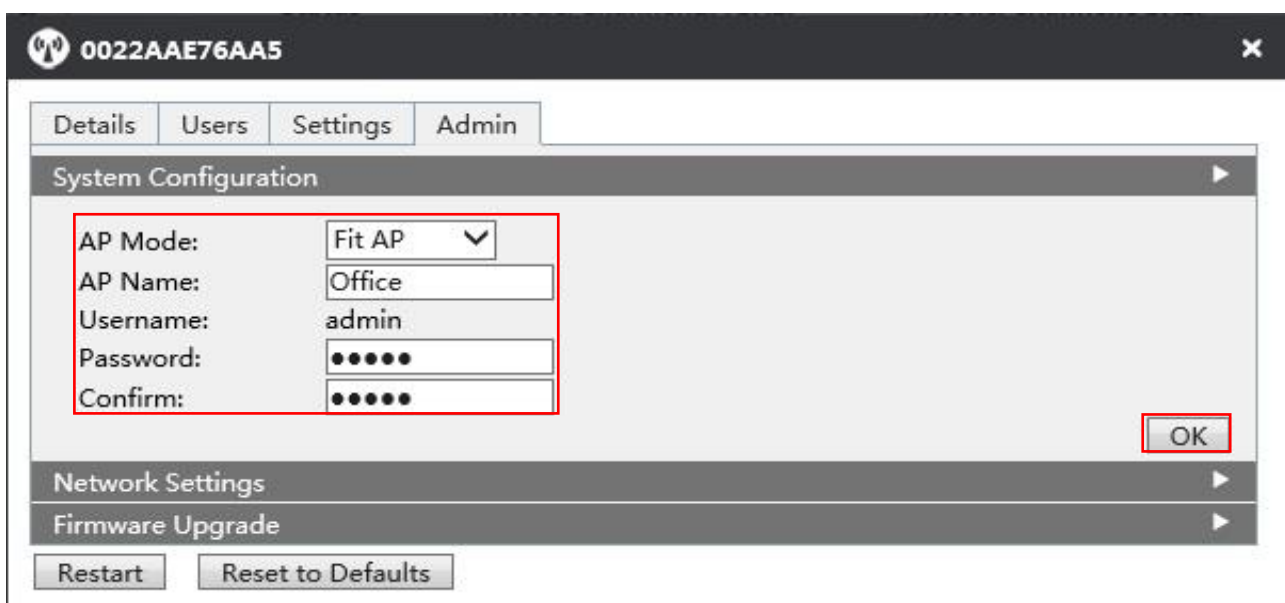 0022AAE76AA5
Details Users Settings Admin
System Configuration
AP Mode: Fit AP
AP Name: Office
Username: admin
Password: •••••
Confirm: •••••
OK
Network Settings
Firmware Upgrade
Restart Reset to Defaults